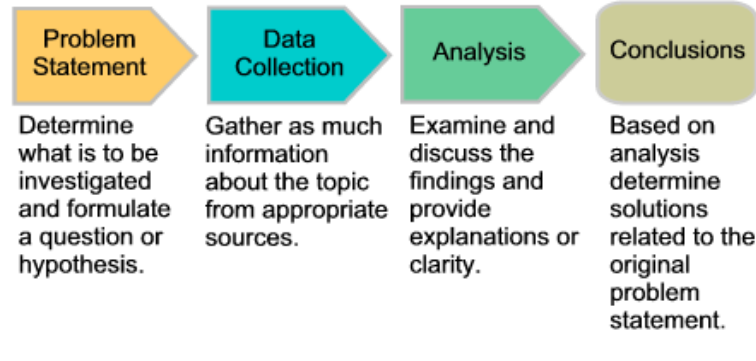 Problem
Statement
Data
Collection
Analysis
Conclusions
Determine
what is to be
investigated
and formulate
a question or
hypothesis.
Gather as much
information
about the topic
from appropriate
sources.
Examine and
discuss the
findings and
provide
explanations or
clarity.
Based on
analysis
determine
solutions
related to the
original
problem
statement.